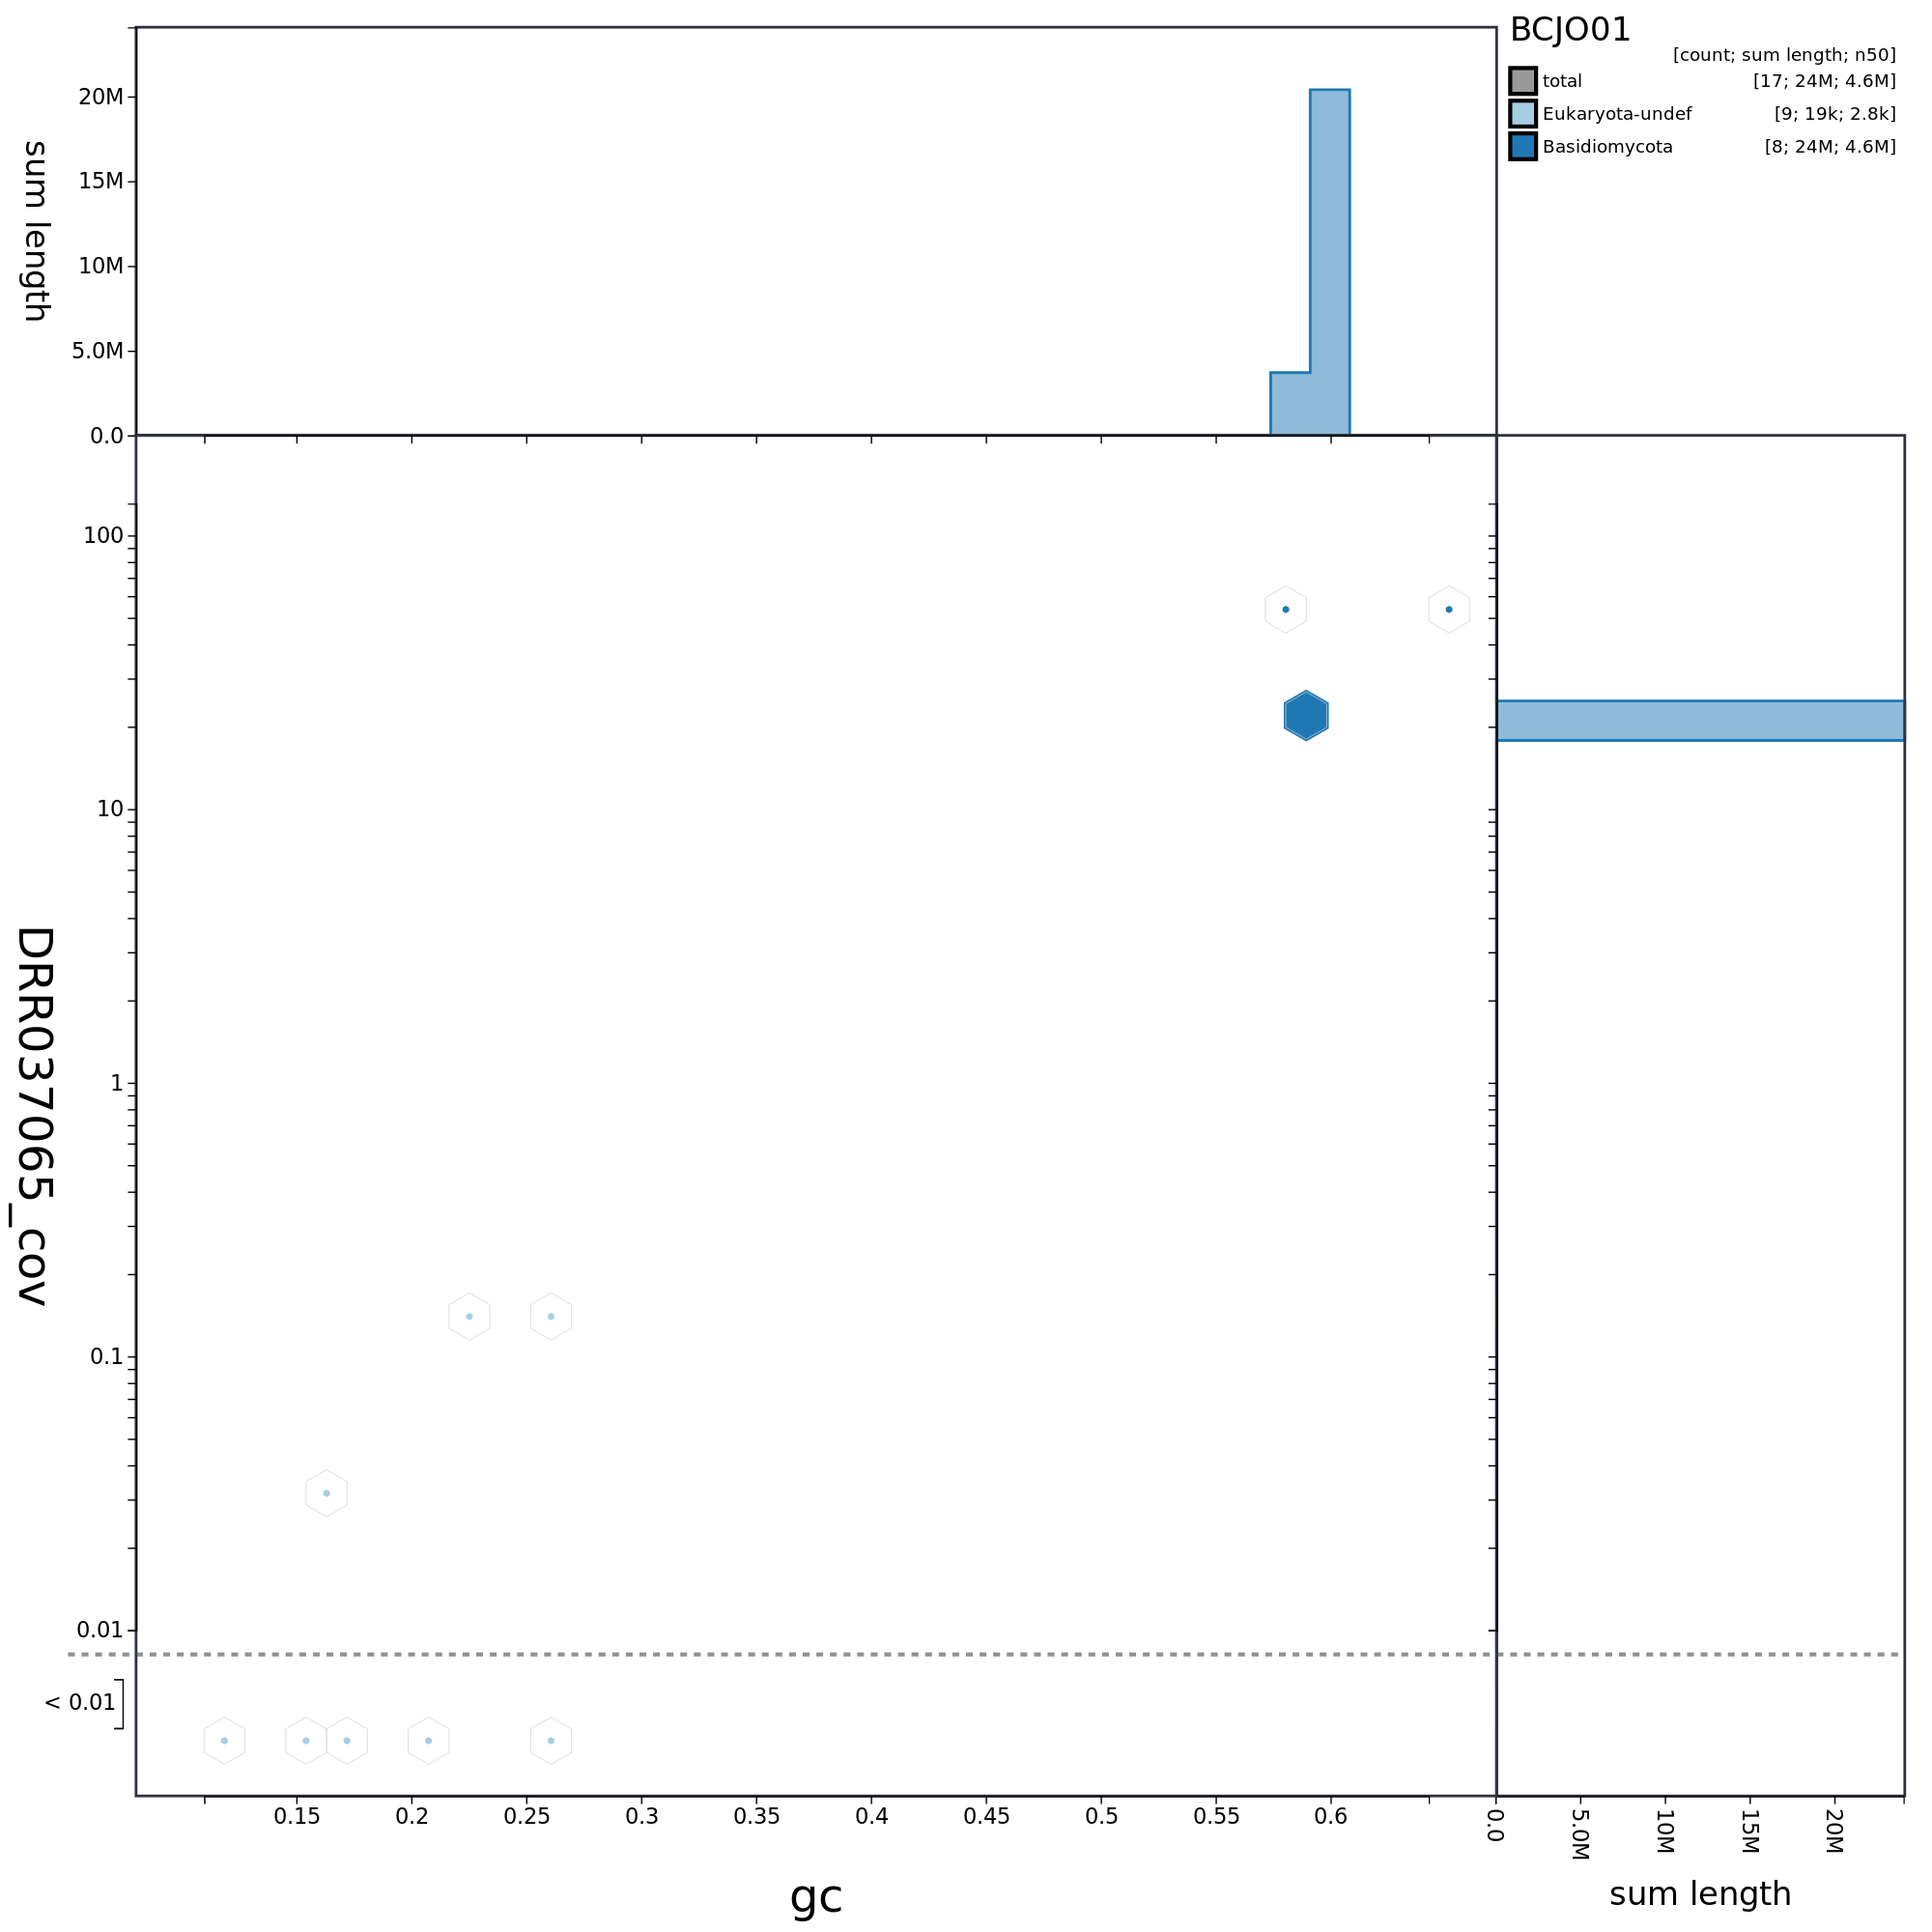 BCJO01
[count; sum length; n50]
total [17; 24M; 4.6M]
Eukaryota-undef [9; 19k; 2.8k]
Basidiomycota [8; 24M; 4.6M]
sum length
20M
15M
10M
5.0M
0.0
DRR037065_cov
100
10
1
0.1
0.01
< 0.01
0.15 0.2 0.25 0.3 0.35 0.4 0.45 0.5 0.55 0.6
gc
0.0 5.0M 10M 15M 20M
sum length